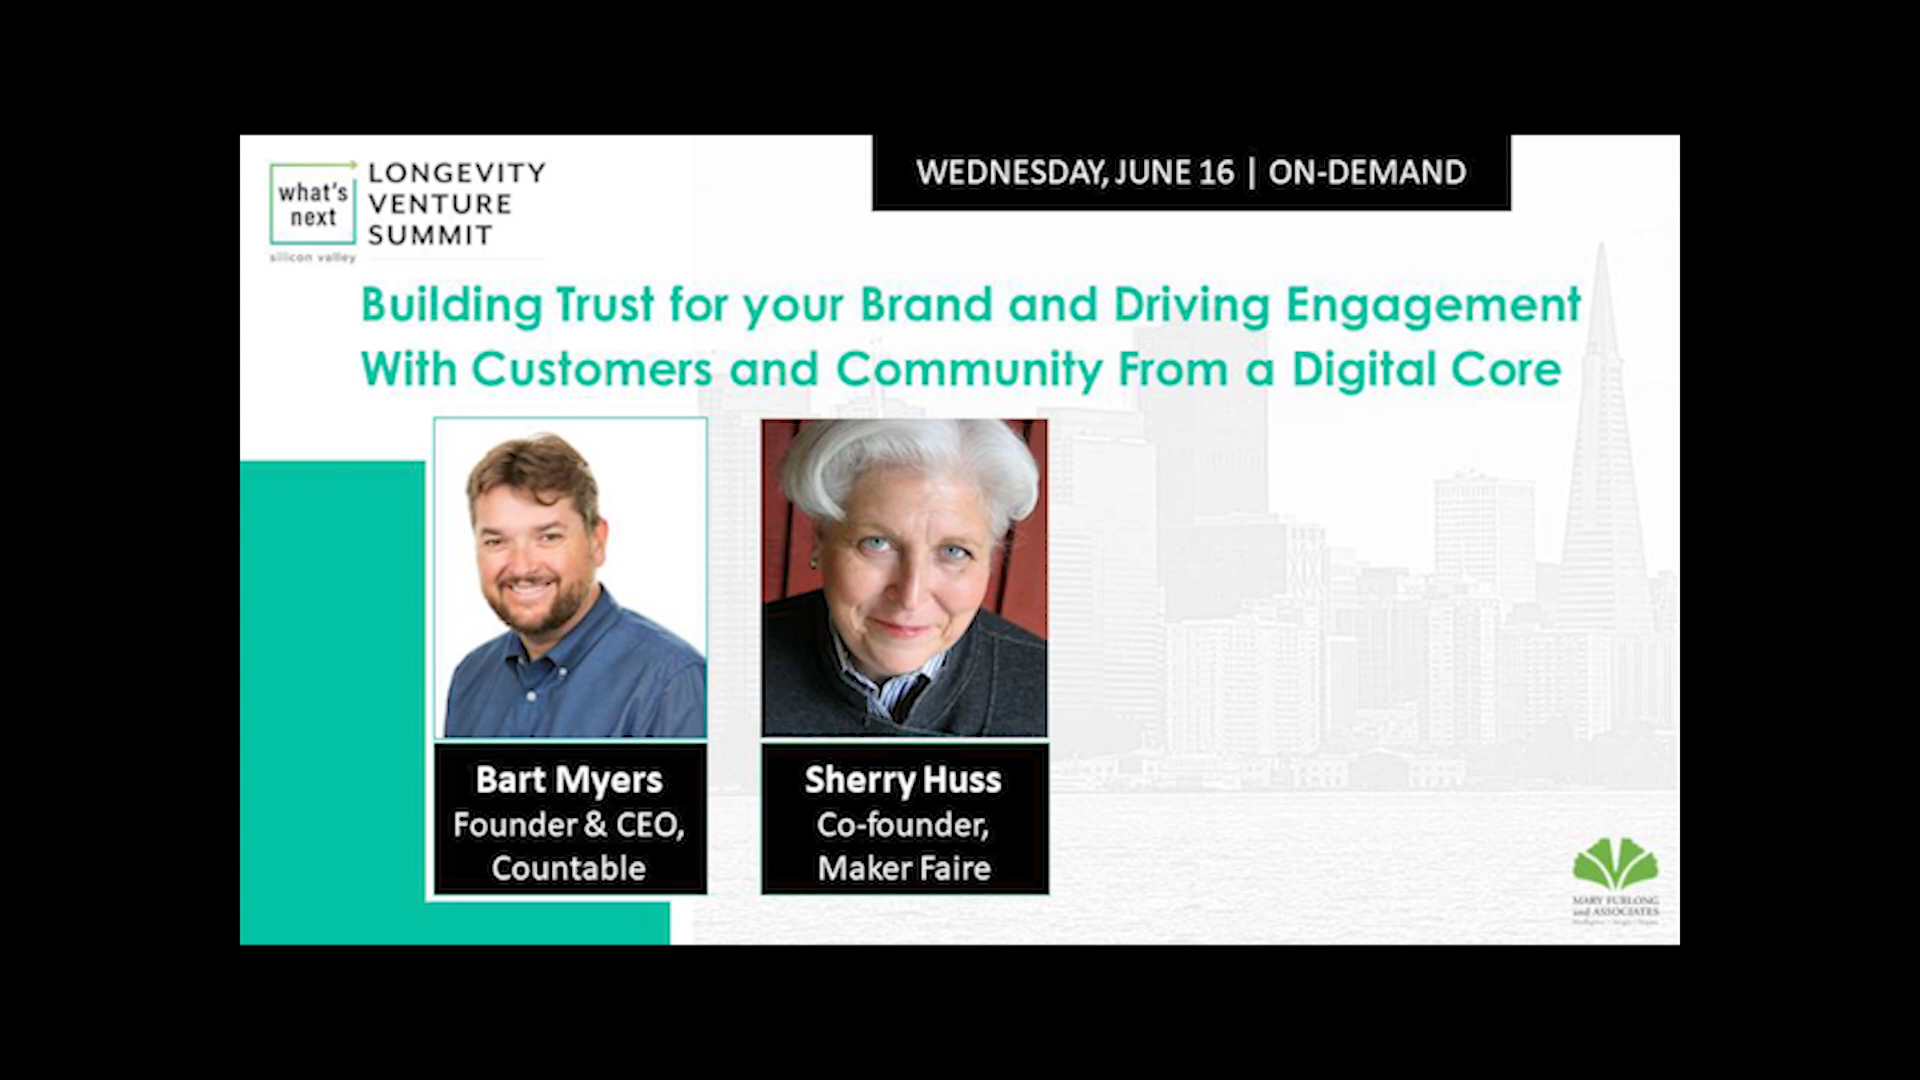 what's
next
silicon valley
LONGEVITY
VENTURE
SUMMIT
WEDNESDAY, JUNE 16 | ON-DEMAND
Building Trust for your Brand and Driving Engagement
With Customers and Community From a Digital Core
Bart Myers
Founder & CEO,
Countable
Sherry Huss
Co-founder,
Maker Faire
MARY FURLONG
and ASSOCIATES